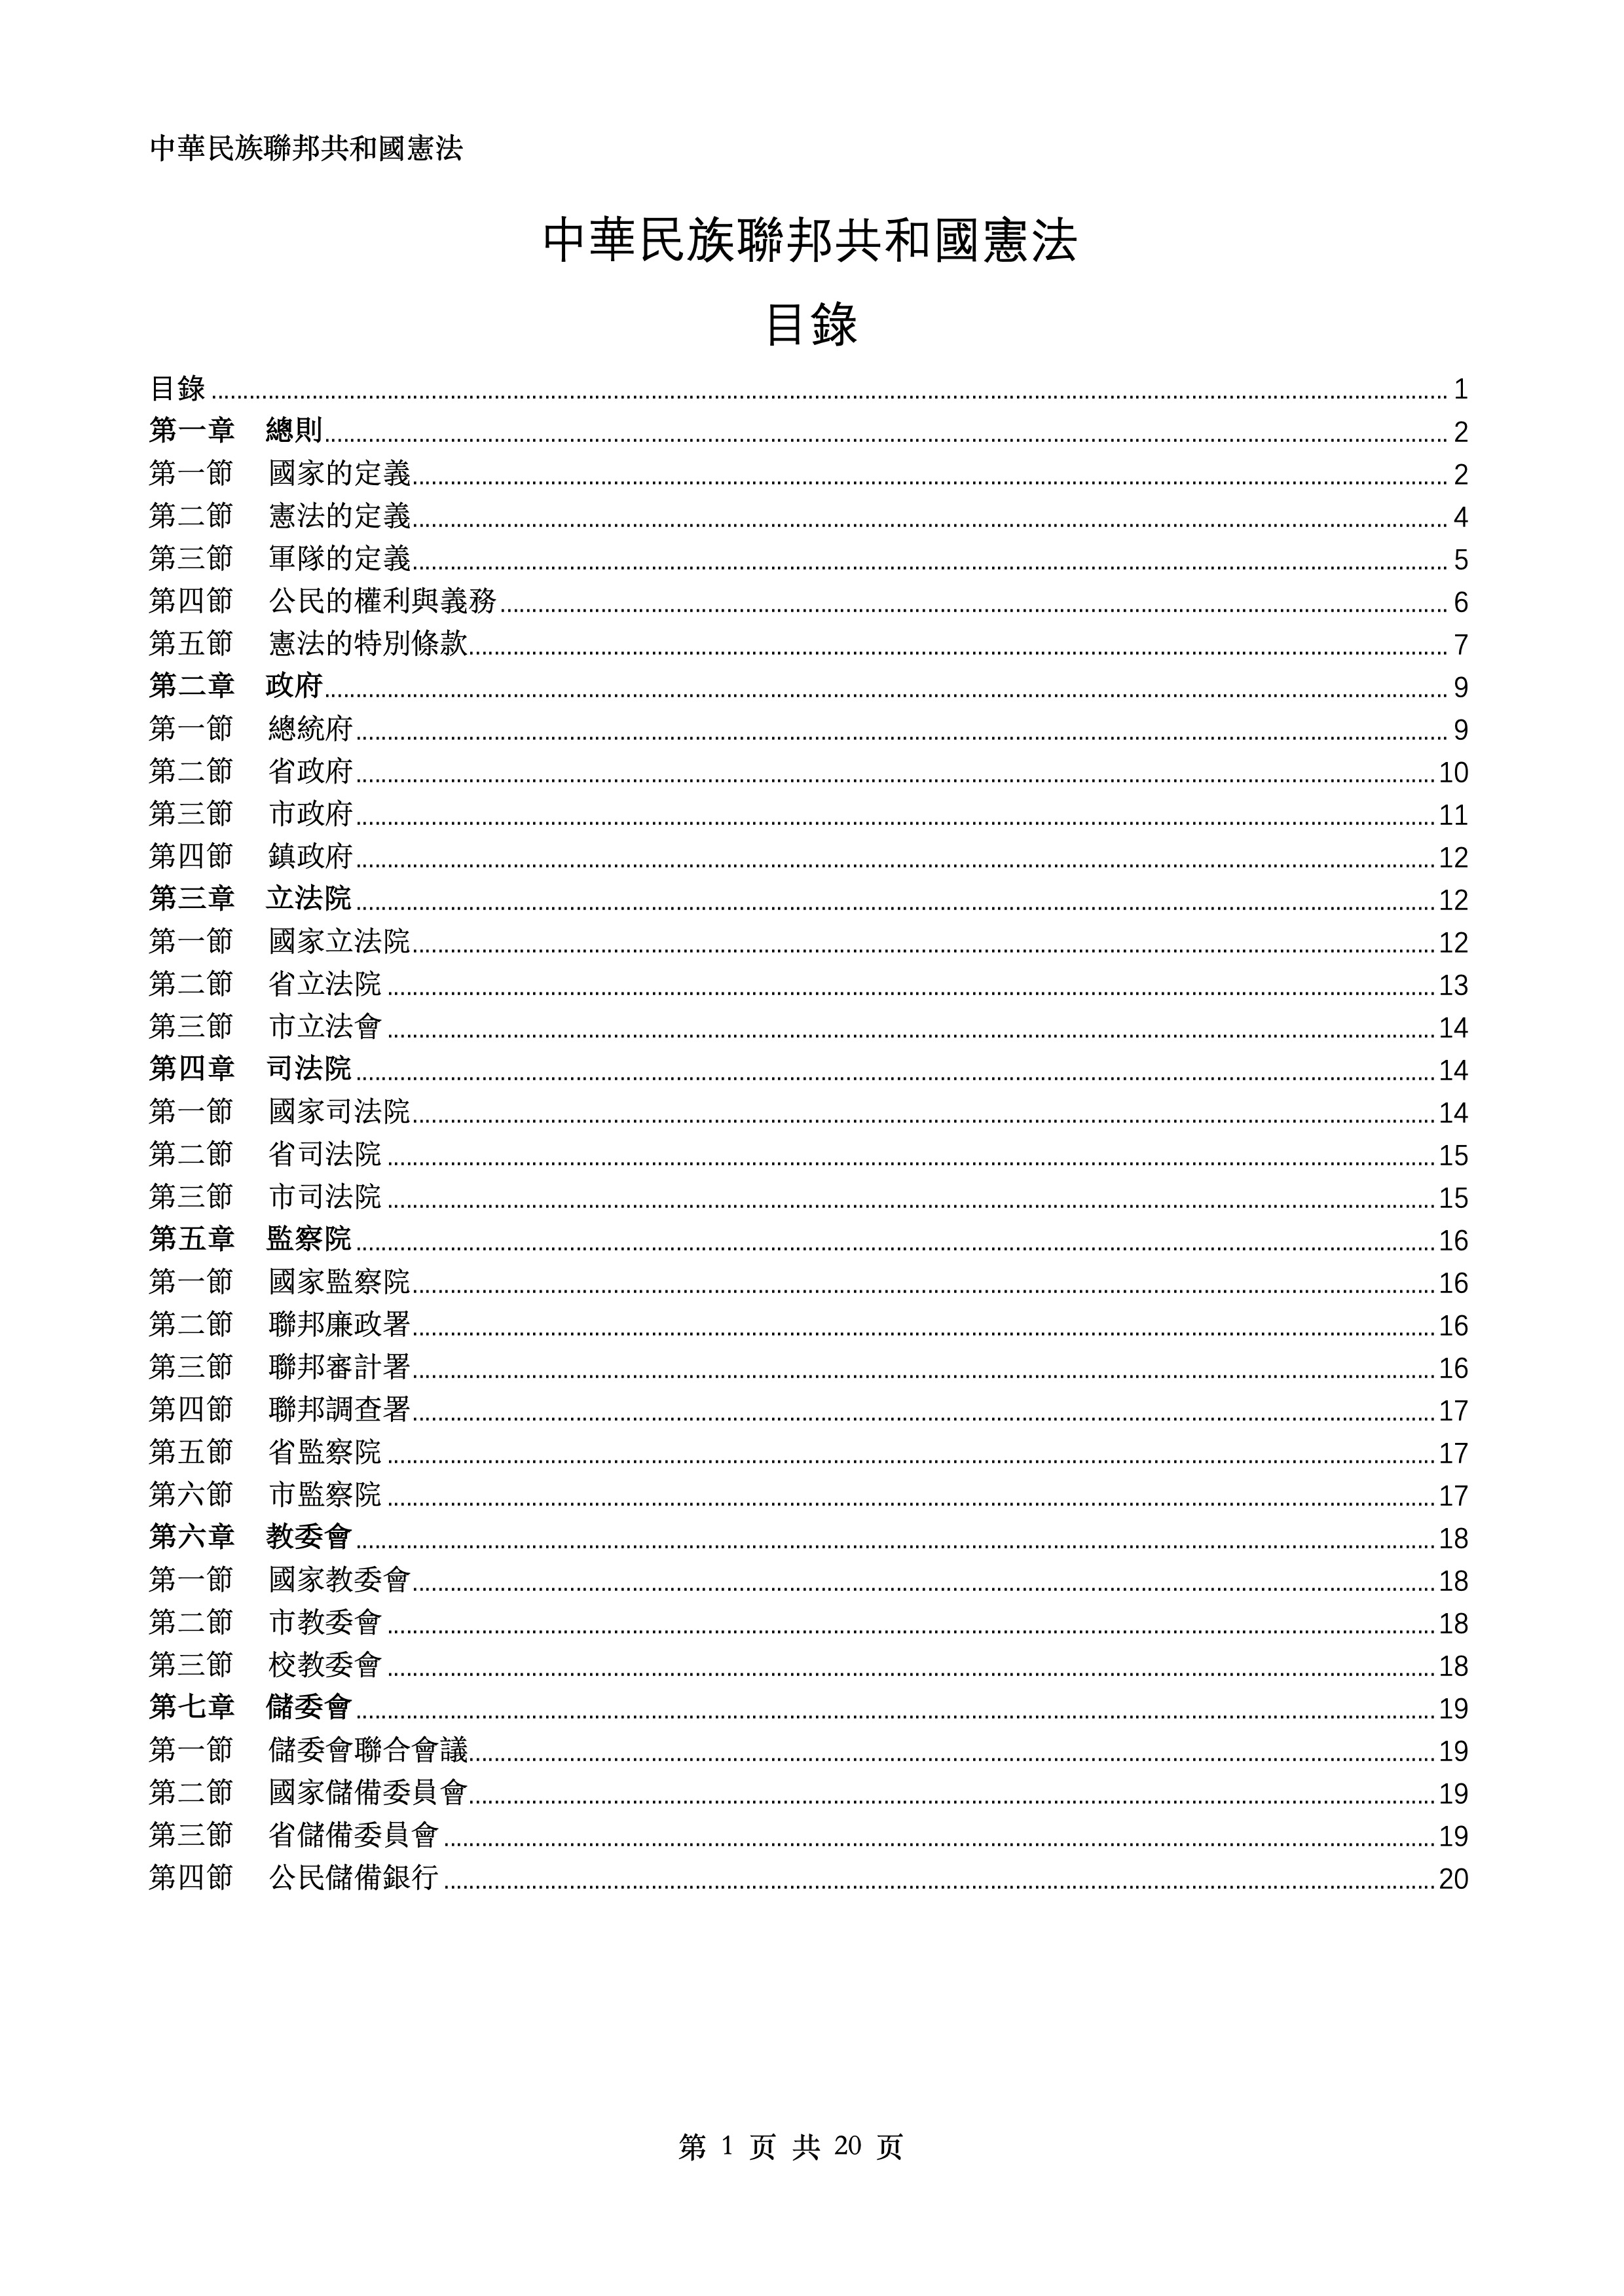 中華民族聯邦共和國憲法
中華民族聯邦共和國憲法
目錄
目錄 1
第一章 總則 2
第一節 國家的定義 2
第二節 憲法的定義 4
第三節 軍隊的定義 5
第四節 公民的權利與義務 6
第五節 憲法的特別條款 7
第二章 政府 9
第一節 總統府 9
第二節 省政府 10
第三節 市政府 11
第四節 鎮政府 12
第三章 立法院 12
第一節 國家立法院 12
第二節 省立法院 13
第三節 市立法會 14
第四章 司法院 14
第一節 國家司法院 14
第二節 省司法院 15
第三節 市司法院 15
第五章 監察院 16
第一節 國家監察院 16
第二節 聯邦廉政署 16
第三節 聯邦審計署 16
第四節 聯邦調查署 17
第五節 省監察院 17
第六節 市監察院 17
第六章 教委會 18
第一節 國家教委會 18
第二節 市教委會 18
第三節 校教委會 18
第七章 儲委會 19
第一節 儲委會聯合會議 19
第二節 國家儲備委員會 19
第三節 省儲備委員會 19
第四節 公民儲備銀行 20
第 1 页 共 20 页